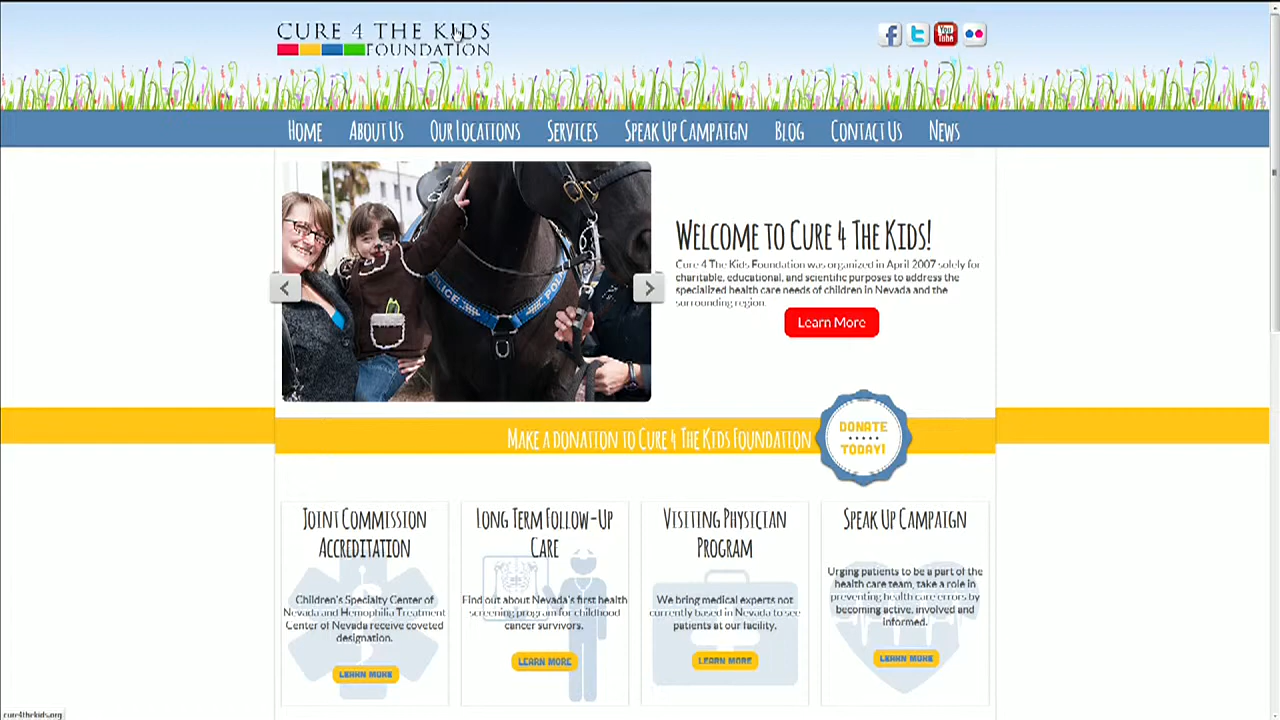 CURE 4 THE KIDS
FOUNDATION
You
Tube
HOME ABOUT US OUR LOCATIONS SERVICES SPEAK UP CAMPAIGN BLOG CONTACT US NEWS
WELCOME TO CURE 4 THE KIDS!
Cure 4 The Kids Foundation was organized in April 2007 solely for
charitable, educational, and scientific purposes to address the
specialized health care needs of children in Nevada and the
surrounding region.
Learn More
MAKE A DONATION TO CURE 4 THE KIDS FOUNDATION
DONATE
TODAY!
JOINT COMMISSION
ACCREDITATION
Children's Specialty Center of
Nevada and Hemophilia Treatment
Center of Nevada receive coveted
designation.
LEARN MORE
LONG TERM FOLLOW-UP
CARE
Find out about Nevada's first health
screening program for childhood
cancer survivors.
LEARN MORE
VISITING PHYSICIAN
PROGRAM
We bring medical experts not
currently based in Nevada to see
patients at our facility.
LEARN MORE
SPEAK UP CAMPAIGN
Urging patients to be a part of the
health care team, take a role in
preventing health care errors by
becoming active, involved and
informed.
LEARN MORE
cure4thekids.org